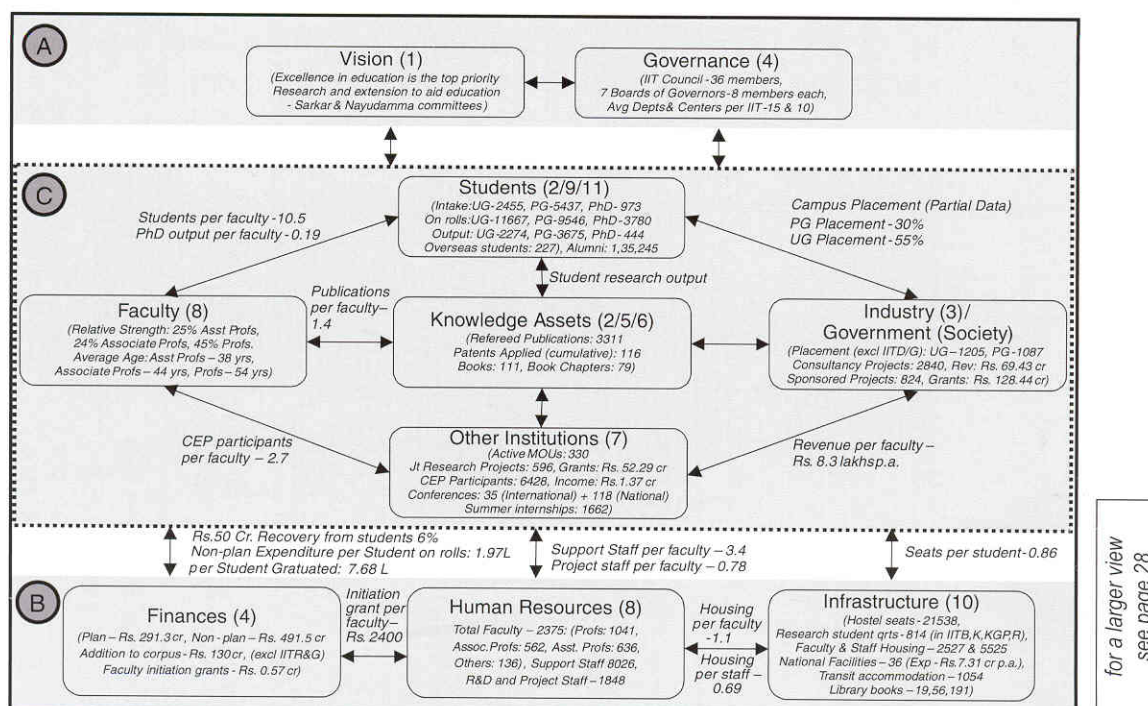 A
Vision (1)
(Excellence in education is the top priority
Research and extension to aid education
- Sarkar & Nayudamma committees)
Governance (4)
(IIT Council -36 members,
7 Boards of Governors-8 members each,
Avg Depts& Centers per IIT-15 & 10)
C
Students (2/9/11)
(Intake:UG-2455, PG-5437, PhD- 973
On rolls:UG-11667, PG-9546, PhD-3780
Output: UG-2274, PG-3675, PhD- 444
Overseas students: 227), Alumni: 1,35,245
Students per faculty -10.5
PhD output per faculty -0.19
Campus Placement (Partial Data)
PG Placement -30%
UG Placement -55%
Student research output
Faculty (8)
(Relative Strength: 25% Asst Profs,
24% Associate Profs, 45% Profs.
Average Age: Asst Profs – 38 yrs,
Associate Profs – 44 yrs, Profs – 54 yrs)
Publications
per faculty–
1.4
Knowledge Assets (2/5/6)
(Refereed Publications: 3311
Patents Applied (cumulative): 116
Books: 111, Book Chapters: 79)
Industry (3)/
Government (Society)
(Placement (excl IITD/G): UG – 1205, PG-1087
Consultancy Projects: 2840, Rev: Rs. 69.43 cr
Sponsored Projects: 824, Grants: Rs. 128.44 cr)
CEP participants
per faculty – 2.7
Other Institutions (7)
(Active MOUs: 330
Jt Research Projects: 596, Grants: Rs. 52.29 cr
CEP Participants: 6428, Income: Rs.1.37 cr
Conferences: 35 (International) + 118 (National)
Summer internships: 1662)
Revenue per faculty –
Rs. 8.3 lakhsp.a.
Rs.50 Cr. Recovery from students 6%
Non-plan Expenditure per Student on rolls: 1.97L
per Student Gratuated: 7.68 L
Support Staff per faculty – 3.4
Project staff per faculty – 0.78
Seats per student-0.86
B
Finances (4)
(Plan – Rs. 291.3 cr, Non - plan – Rs. 491.5 cr
Addition to corpus - Rs. 130 cr, (excl IITR&G)
Faculty initiation grants - Rs. 0.57 cr)
Initiation
grant per
faculty–
Rs. 2400
Human Resources (8)
Total Faculty – 2375: (Profs: 1041,
Assoc.Profs: 562, Asst. Profs: 636,
Others: 136), Support Staff 8026,
R&D and Project Staff – 1848
Housing
per faculty
-1.1
Housing
per staff –
0.69
Infrastructure (10)
(Hostel seats - 21538,
Research student qrts - 814 (in IITB,K,KGP,R)
Faculty & Staff Housing – 2527 & 5525
National Facilities – 36 (Exp - Rs.7.31 cr p.a.),
Transit accommodation – 1054
Library books – 19,56,191)
for a larger view
see page 28